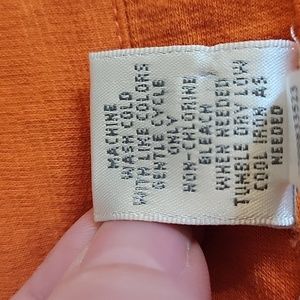 MACHINE
WASH COLD
WITH LIKE COLORS
GENTLE CYCLE
ONLY
NON-CHLORINE
BLEACH
WHEN NEEDED
TUMBLE DRY LOW
COOL IRON AS
NEEDED